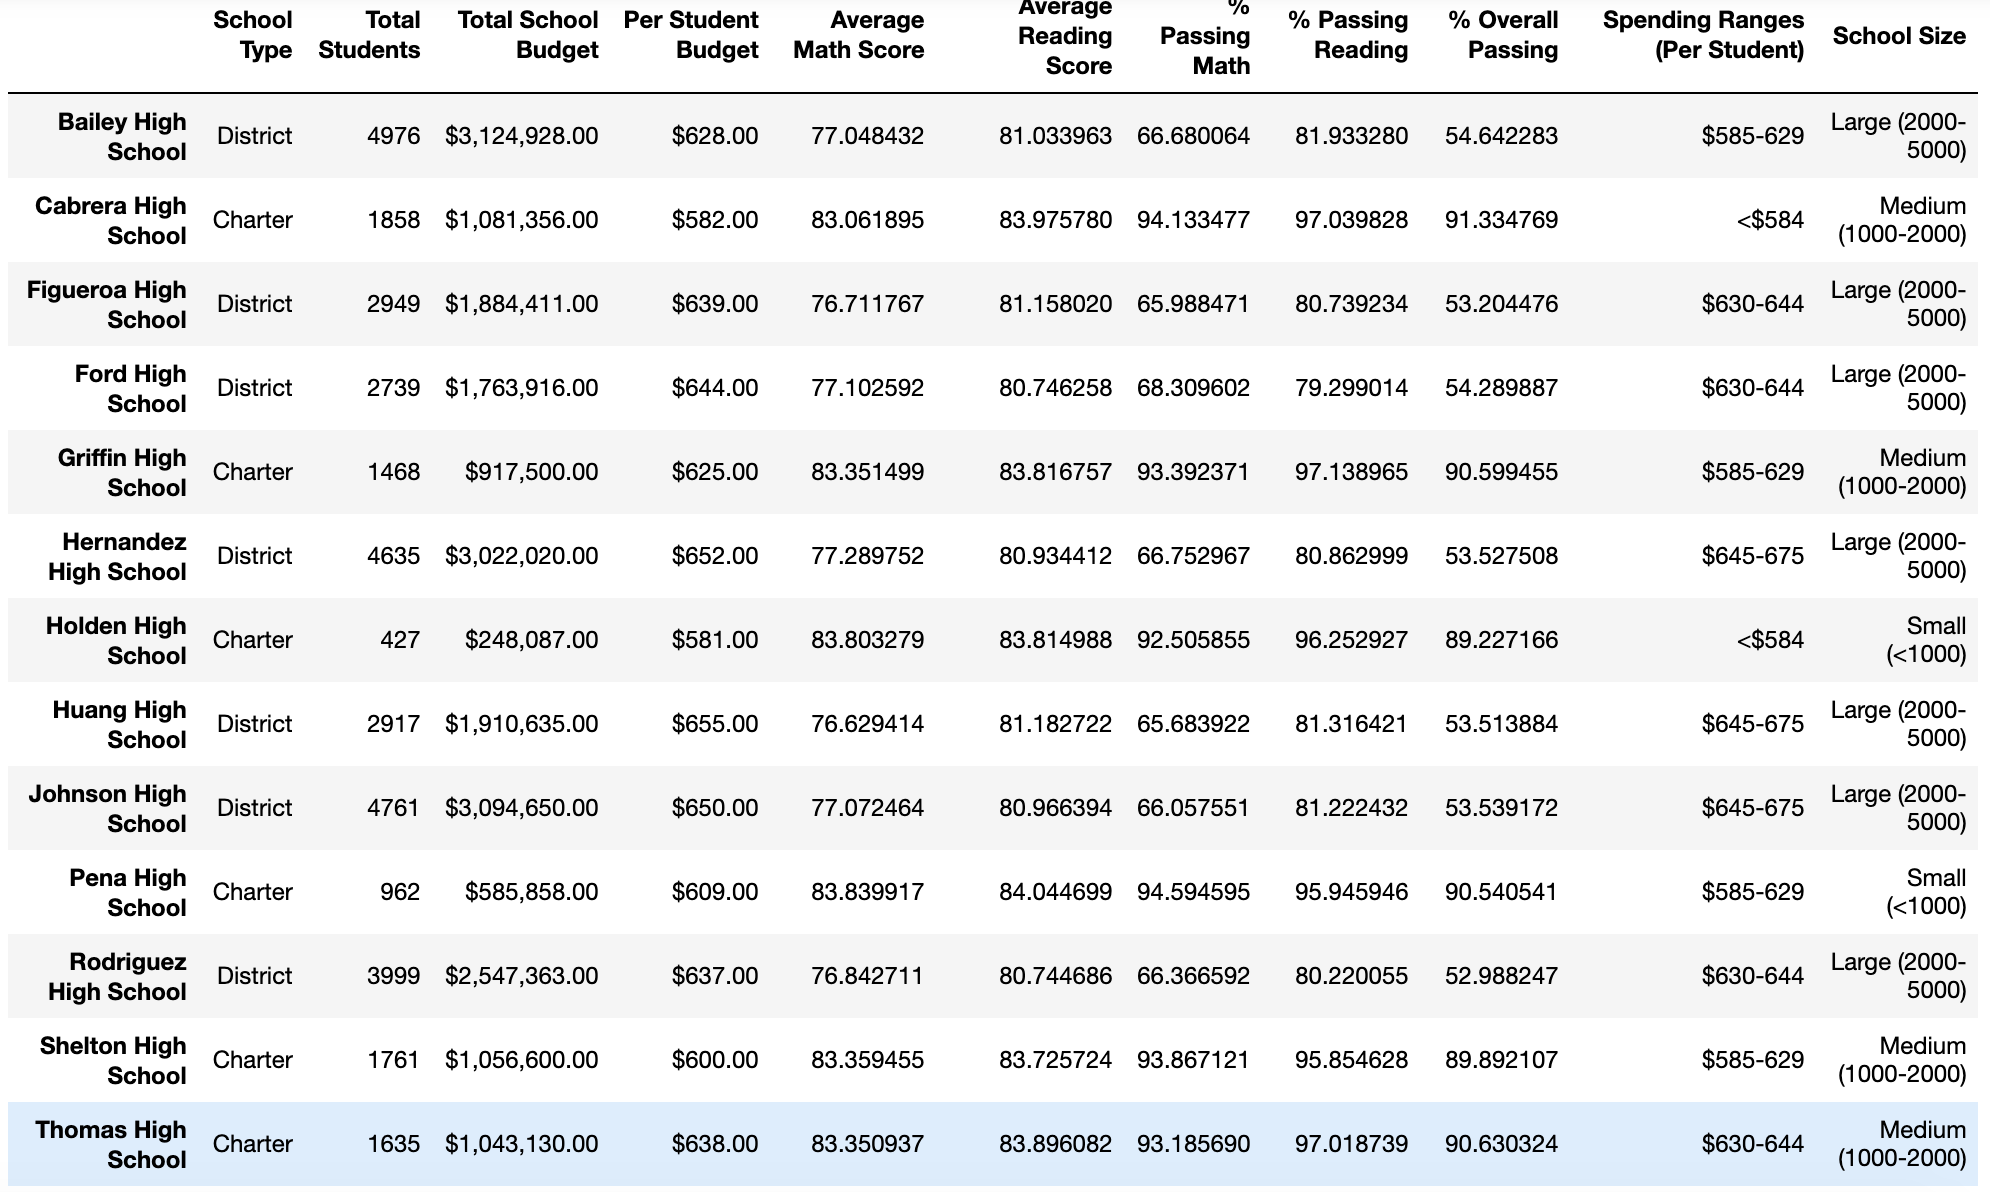 School Type Total Students Total School Budget Per Student Budget Average Math Score Average Reading Score % Passing Math % Passing Reading % Overall Passing Spending Ranges (Per Student) School Size
Bailey High School District 4976 $3,124,928.00 $628.00 77.048432 81.033963 66.680064 81.933280 54.642283 $585-629 Large (2000-5000)
Cabrera High School Charter 1858 $1,081,356.00 $582.00 83.061895 83.975780 94.133477 97.039828 91.334769 <$584 Medium (1000-2000)
Figueroa High School District 2949 $1,884,411.00 $639.00 76.711767 81.158020 65.988471 80.739234 53.204476 $630-644 Large (2000-5000)
Ford High School District 2739 $1,763,916.00 $644.00 77.102592 80.746258 68.309602 79.299014 54.289887 $630-644 Large (2000-5000)
Griffin High School Charter 1468 $917,500.00 $625.00 83.351499 83.816757 93.392371 97.138965 90.599455 $585-629 Medium (1000-2000)
Hernandez High School District 4635 $3,022,020.00 $652.00 77.289752 80.934412 66.752967 80.862999 53.527508 $645-675 Large (2000-5000)
Holden High School Charter 427 $248,087.00 $581.00 83.803279 83.814988 92.505855 96.252927 89.227166 <$584 Small (<1000)
Huang High School District 2917 $1,910,635.00 $655.00 76.629414 81.182722 65.683922 81.316421 53.513884 $645-675 Large (2000-5000)
Johnson High School District 4761 $3,094,650.00 $650.00 77.072464 80.966394 66.057551 81.222432 53.539172 $645-675 Large (2000-5000)
Pena High School Charter 962 $585,858.00 $609.00 83.839917 84.044699 94.594595 95.945946 90.540541 $585-629 Small (<1000)
Rodriguez High School District 3999 $2,547,363.00 $637.00 76.842711 80.744686 66.366592 80.220055 52.988247 $630-644 Large (2000-5000)
Shelton High School Charter 1761 $1,056,600.00 $600.00 83.359455 83.725724 93.867121 95.854628 89.892107 $585-629 Medium (1000-2000)
Thomas High School Charter 1635 $1,043,130.00 $638.00 83.350937 83.896082 93.185690 97.018739 90.630324 $630-644 Medium (1000-2000)